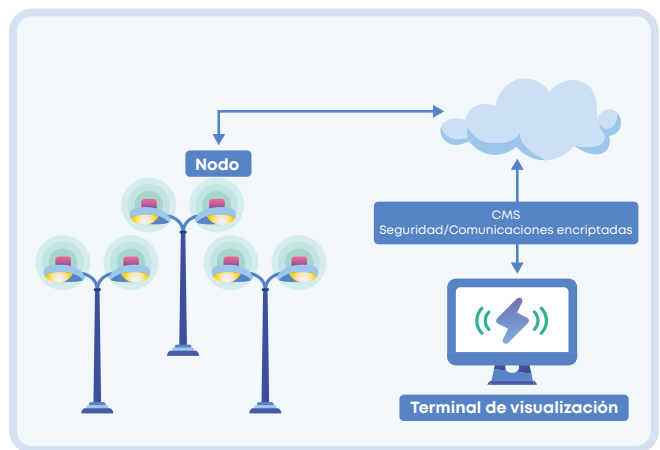 Nodo
CMS
Seguridad/Comunicaciones encriptadas
Terminal de visualización